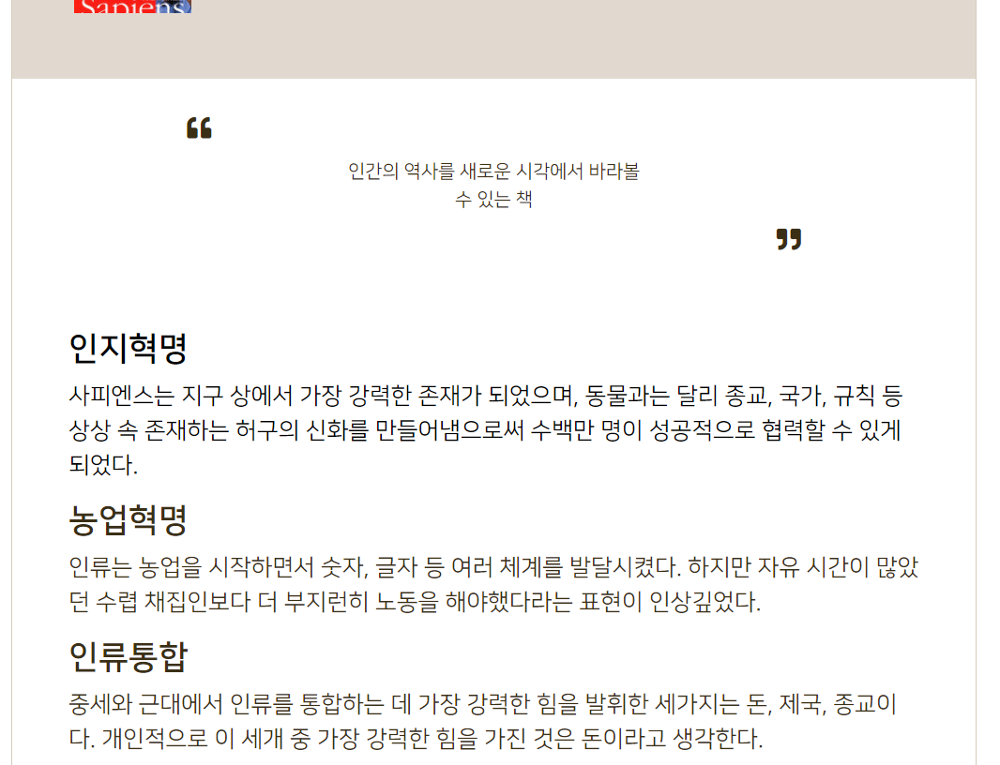 Sapiens
“
인간의 역사를 새로운 시각에서 바라볼
수 있는 책
”
인지혁명
사피엔스는 지구 상에서 가장 강력한 존재가 되었으며, 동물과는 달리 종교, 국가, 규칙 등
상상 속 존재하는 허구의 신화를 만들어냄으로써 수백만 명이 성공적으로 협력할 수 있게
되었다.
농업혁명
인류는 농업을 시작하면서 숫자, 글자 등 여러 체계를 발달시켰다. 하지만 자유 시간이 많았
던 수렵 채집인보다 더 부지런히 노동을 해야했다라는 표현이 인상깊었다.
인류통합
중세와 근대에서 인류를 통합하는 데 가장 강력한 힘을 발휘한 세가지는 돈, 제국, 종교이
다. 개인적으로 이 세개 중 가장 강력한 힘을 가진 것은 돈이라고 생각한다.